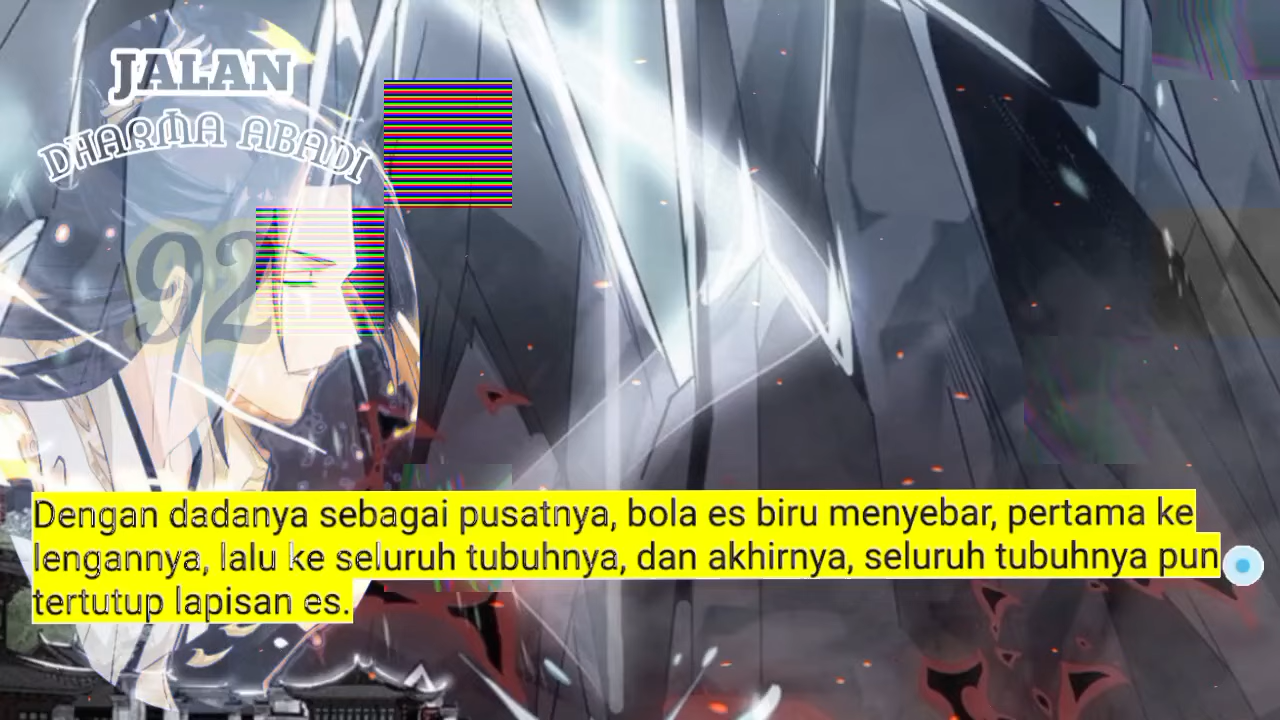 JALAN
DHARMA ABADI
92
Dengan dadanya sebagai pusatnya, bola es biru menyebar, pertama ke
lengannya, lalu ke seluruh tubuhnya, dan akhirnya, seluruh tubuhnya pun
tertutup lapisan es.